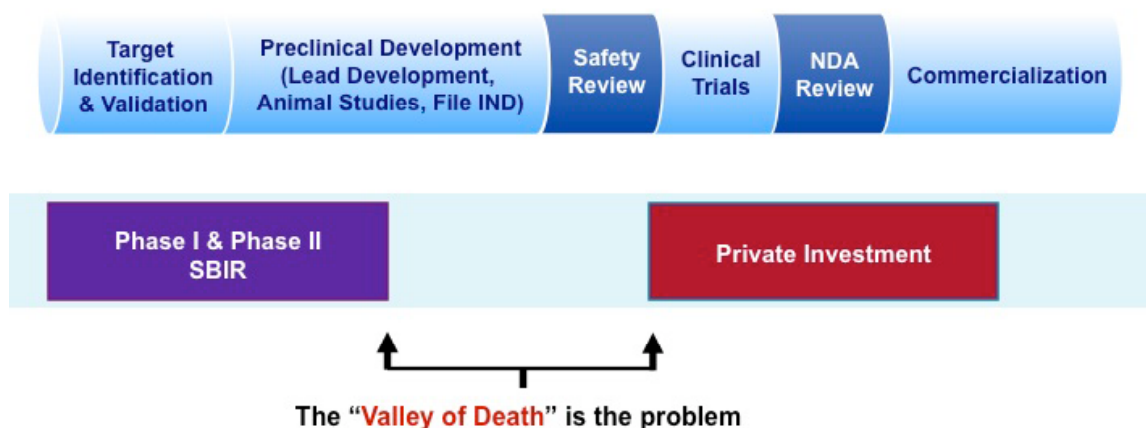 Target
Identification
& Validation
Preclinical Development
(Lead Development,
Animal Studies, File IND)
Safety
Review
Clinical
Trials
NDA
Review
Commercialization
Phase I & Phase II
SBIR
Private Investment
The “Valley of Death” is the problem